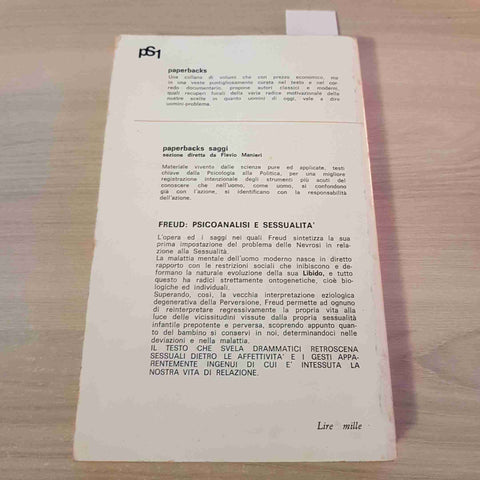 pS1
paperbacks
Una collana di volumi che con prezzo economico, ma
in una veste puntigliosamente curata nel testo e nel cor-
redo documentario, propone autori classici e moderni,
quali recuperi futuri della varia radice motivazionale delle
nostre scelte in quanto uomini di oggi, vale a dire
uomini problema.
paperbacks saggi
sezione diretta da Flavio Manieri
Materiale vivente dalle scienze pure ed applicate, testi
chiave dalla Psicologia alla Politica, per una migliore
registrazione intenzionale degli strumenti più acuti del
conoscere che nell'uomo, come uomo, si confondono
già con l'azione, si identificano con la responsabilità
dell'azione.
FREUD: PSICOANALISI E SESSUALITA'
L'opera ed i saggi nei quali Freud sintetizza la sua
prima impostazione del problema delle Nevrosi in re-
lazione alla Sessualità.
La malattia mentale dell'uomo moderno nasce in diretto
rapporto con le restrizioni sociali che inibiscono e de-
formano la naturale evoluzione della sua Libido, e tutto
questo ha radici strettamente ontogenetiche, cioè bio-
logiche ed individuali.
Superando, così, la vecchia interpretazione eziologica
degenerativa della Perversione, Freud permette ad ognuno
di reinterpretare regressivamente la propria vita alla
luce delle vicissitudini vissute dalla propria sessualità
infantile prepotente e perversa, scoprendo appunto quan-
to del bambino si conservi in noi, determinandoci nelle
deviazioni e nella malattia.
IL TESTO CHE SVELA DRAMMATICI RETROSCENA
SESSUALI DIETRO LE AFFETTIVITA' E I GESTI APPA-
RENTEMENTE INGENUI DI CUI E' INTESSUTA LA
NOSTRA VITA DI RELAZIONE.
Lire mille